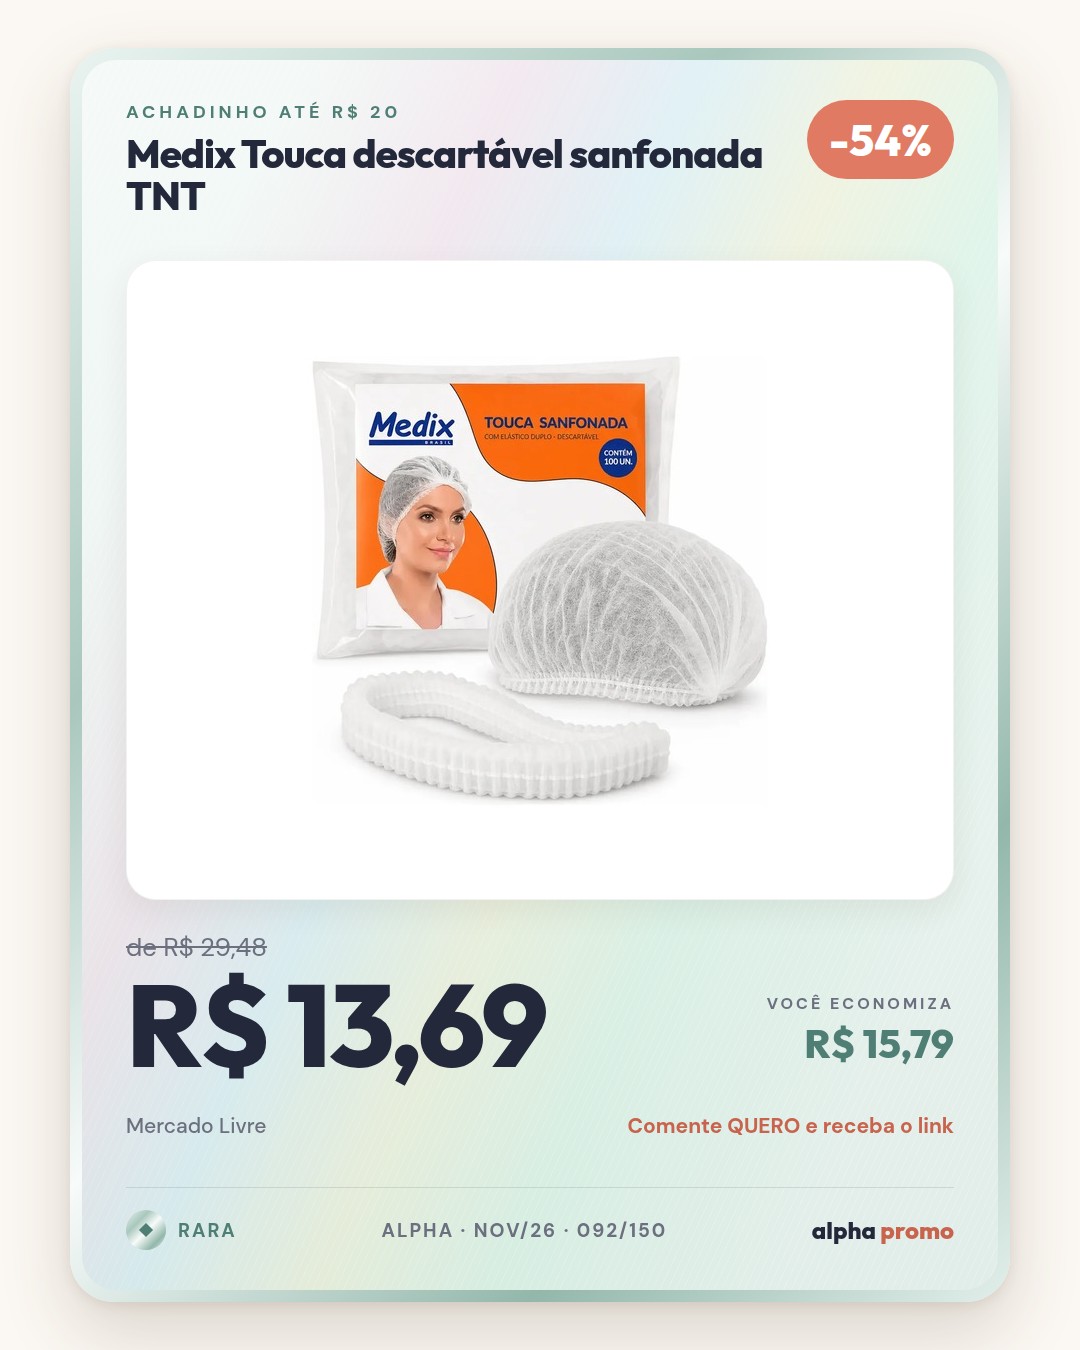 ACHADINHO ATÉ R$ 20
Medix Touca descartável sanfonada
TNT
-54%
Medix
BRASIL
TOUCA SANFONADA
COM ELÁSTICO DUPLO - DESCARTÁVEL
CONTÉM
100 UN.
de R$ 29,48
R$ 13,69
VOCÊ ECONOMIZA
R$ 15,79
Mercado Livre
Comente QUERO e receba o link
RARA
ALPHA · NOV/26 · 092/150
alpha promo